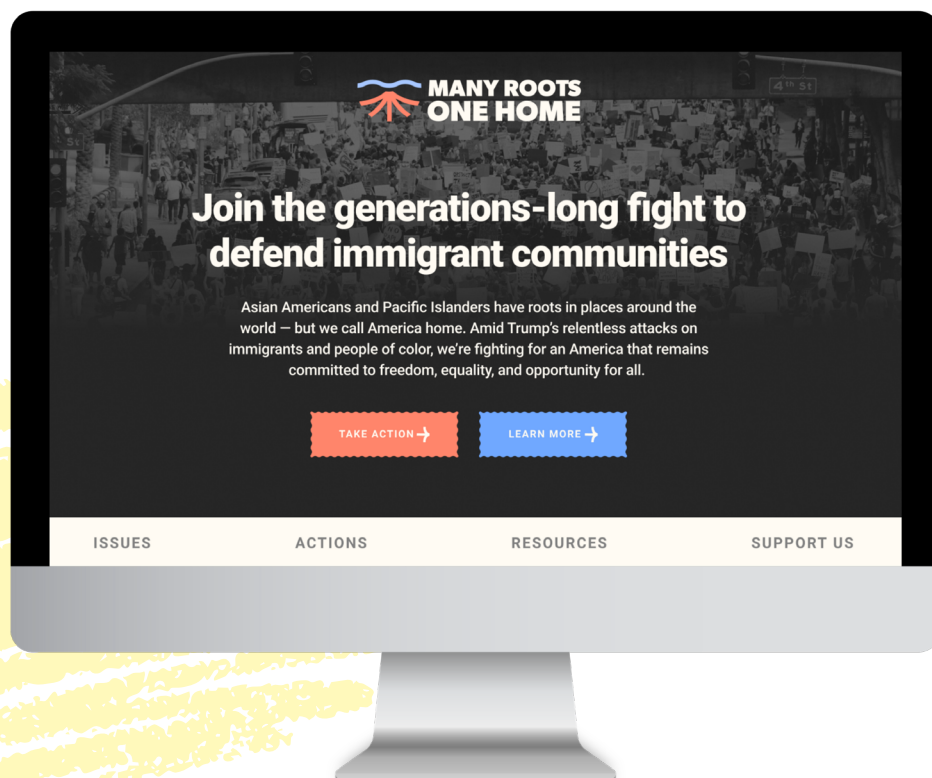 MANY ROOTS
ONE HOME
4th St
St
Join the generations-long fight to
defend immigrant communities
Asian Americans and Pacific Islanders have roots in places around the
world — but we call America home. Amid Trump's relentless attacks on
immigrants and people of color, we're fighting for an America that remains
committed to freedom, equality, and opportunity for all.
TAKE ACTION
LEARN MORE
ISSUES
ACTIONS
RESOURCES
SUPPORT US